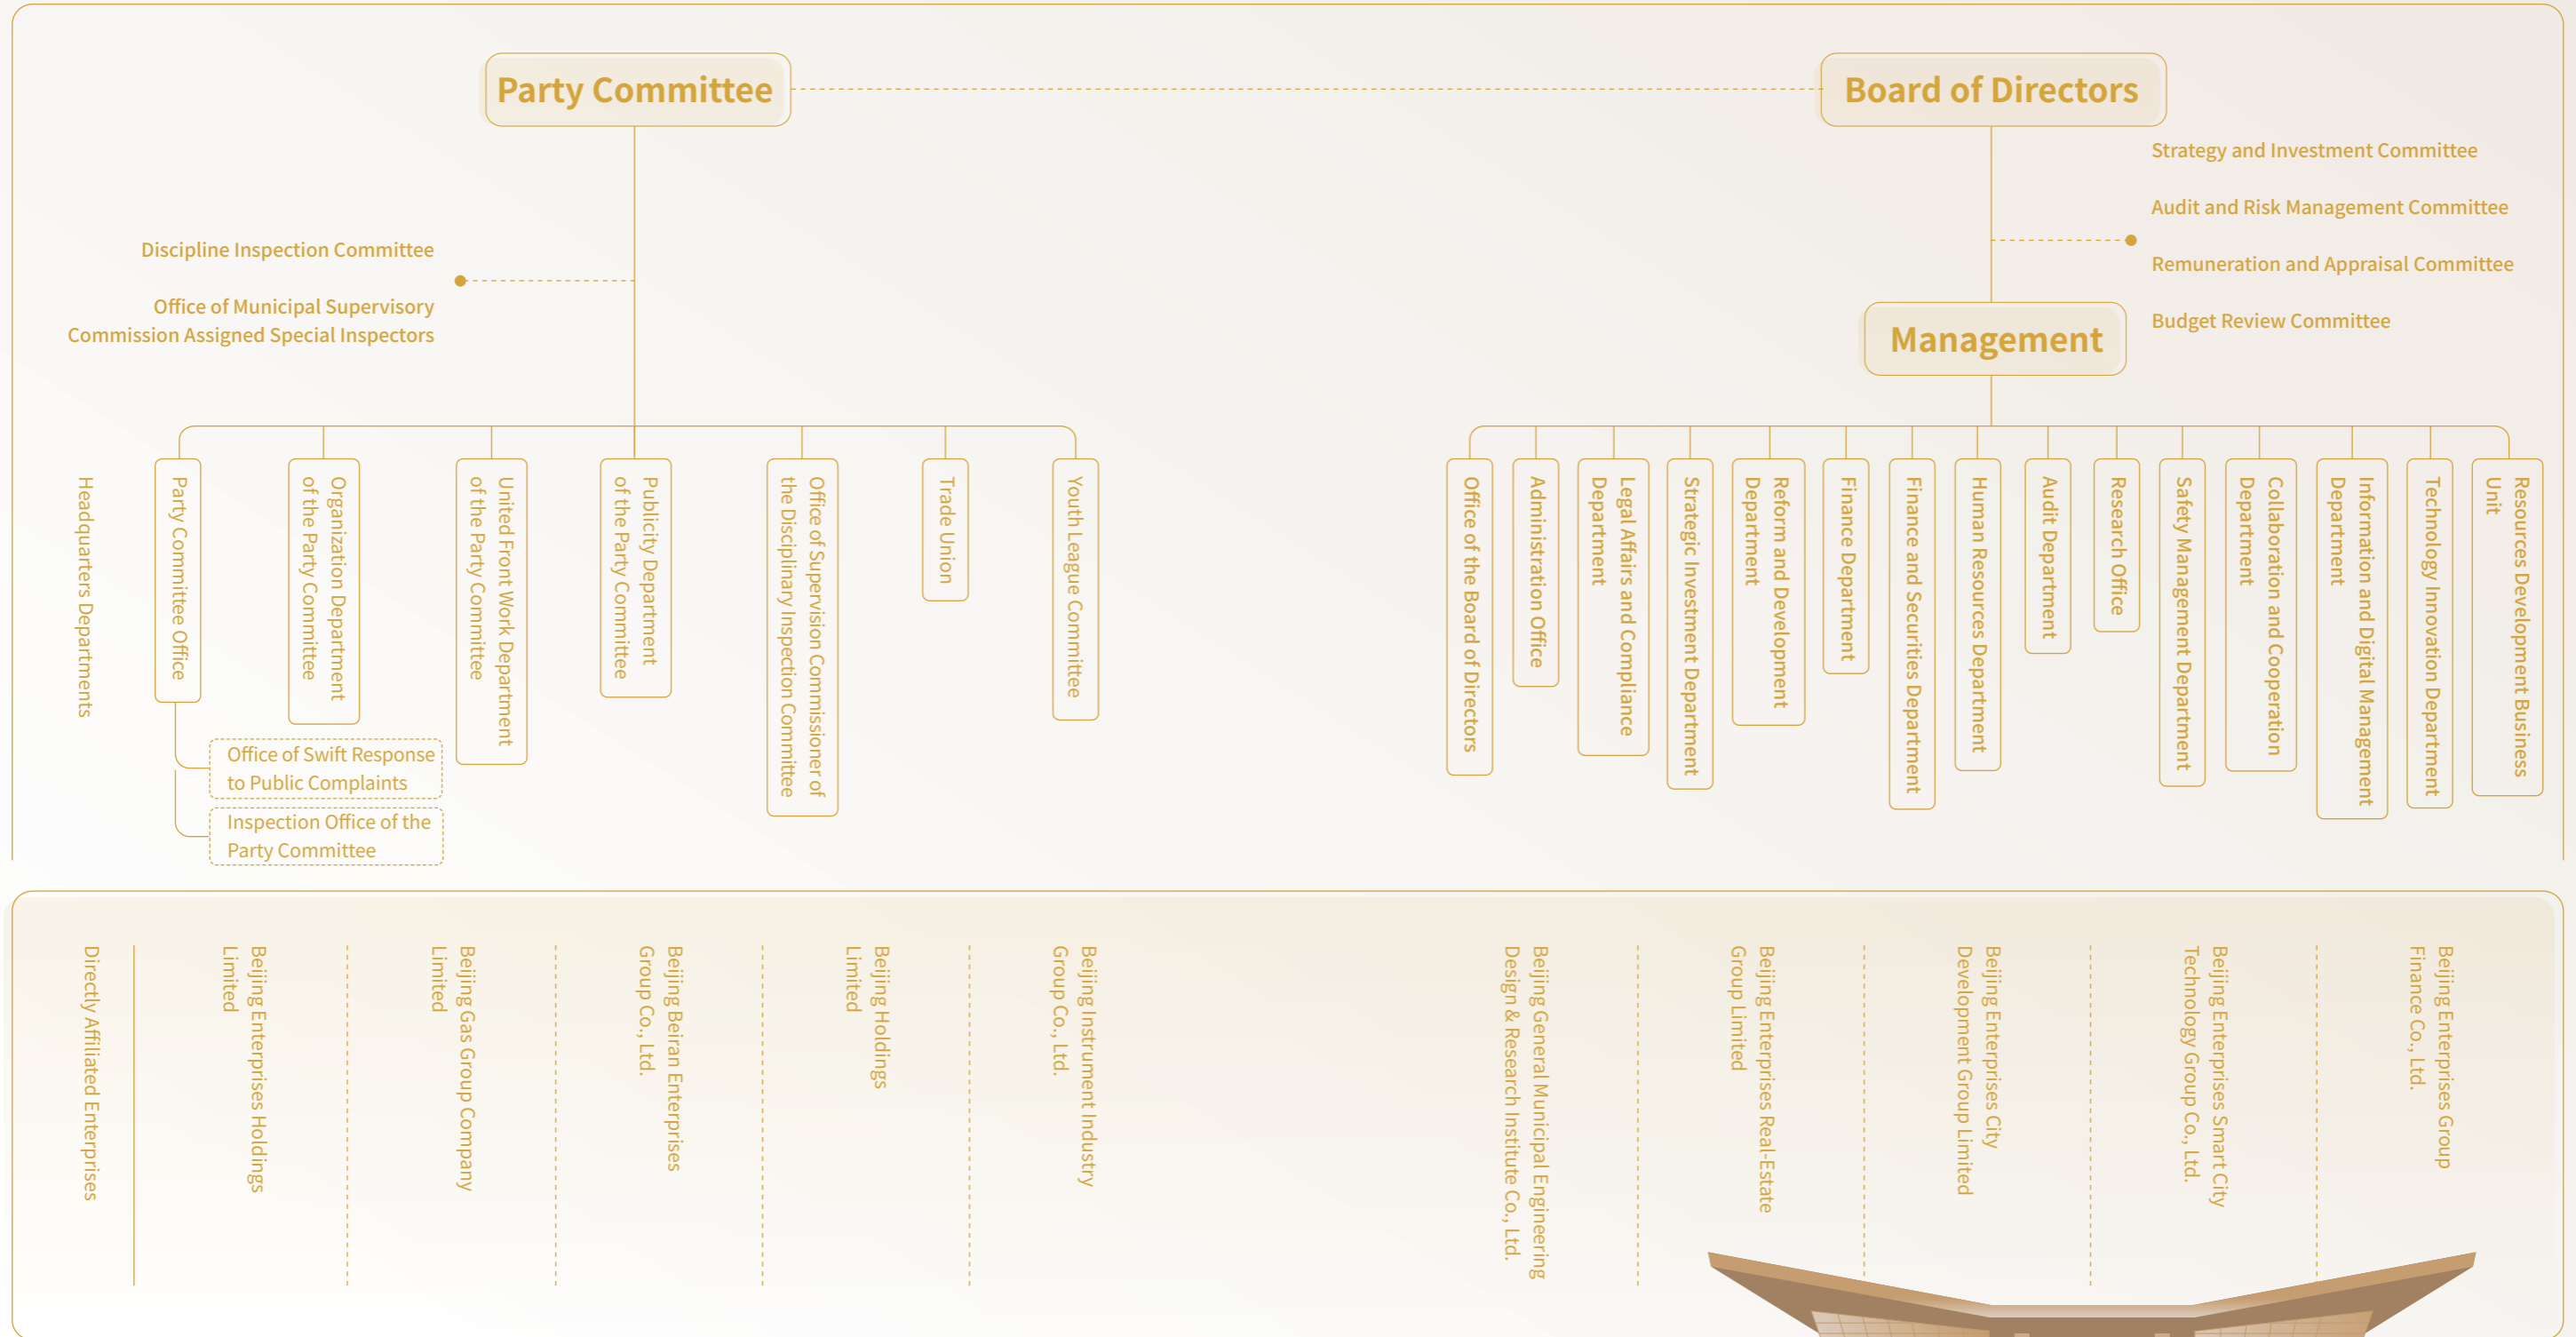 Party Committee
Board of Directors
Strategy and Investment Committee
Audit and Risk Management Committee
Remuneration and Appraisal Committee
Budget Review Committee
Discipline Inspection Committee
Office of Municipal Supervisory
Commission Assigned Special Inspectors
Management
Headquarters Departments
Party Committee Office
Organization Department
of the Party Committee
United Front Work Department
of the Party Committee
Publicity Department
of the Party Committee
Office of Supervision Commissioner of
the Disciplinary Inspection Committee
Trade Union
Youth League Committee
Office of Swift Response
to Public Complaints
Inspection Office of the
Party Committee
Office of the Board of Directors
Administration Office
Legal Affairs and Compliance
Department
Strategic Investment Department
Reform and Development
Department
Finance Department
Finance and Securities Department
Human Resources Department
Audit Department
Research Office
Safety Management Department
Collaboration and Cooperation
Department
Information and Digital Management
Department
Technology Innovation Department
Resources Development Business
Unit
Directly Affiliated Enterprises
Beijing Enterprises Holdings
Limited
Beijing Gas Group Company
Limited
Beijing Beiran Enterprises
Group Co., Ltd.
Beijing Holdings
Limited
Beijing Instrument Industry
Group Co., Ltd.
Beijing General Municipal Engineering
Design & Research Institute Co., Ltd.
Beijing Enterprises Real-Estate
Group Limited
Beijing Enterprises City
Development Group Limited
Beijing Enterprises Smart City
Technology Group Co., Ltd.
Beijing Enterprises Group
Finance Co., Ltd.